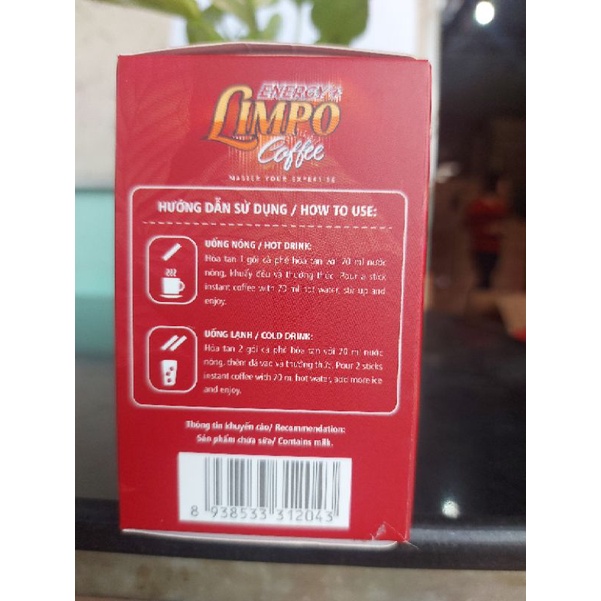 ENERGY
LIMPO
Coffee
MASTER YOUR EXPERTISE
HƯỚNG DẪN SỬ DỤNG / HOW TO USE:
UỐNG NÓNG / HOT DRINK:
Hòa tan 1 gói cà phê hòa tan với 70 ml nước
nóng, khuấy đều và thưởng thức. Pour a stick
instant coffee with 70 ml hot water, stir up and
enjoy.
UỐNG LẠNH / COLD DRINK:
Hòa tan 2 gói cà phê hòa tan với 70 ml nước
nóng, thêm đá vào và thưởng thức. Pour 2 sticks
instant coffee with 70 ml hot water, add more ice
and enjoy.
Thông tin khuyến cáo/ Recommendation:
Sản phẩm chứa sữa/ Contains milk.
8 938533 312043